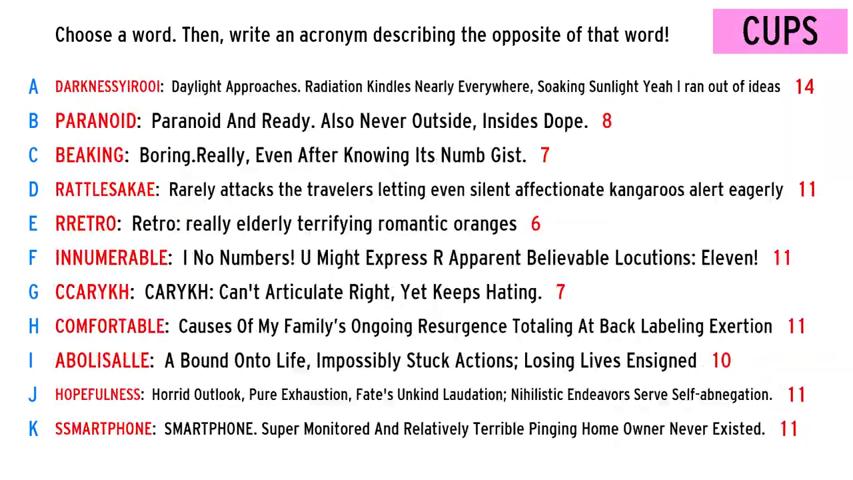 Choose a word. Then, write an acronym describing the opposite of that word! CUPS
A DARKNESSYIROOI: Daylight Approaches. Radiation Kindles Nearly Everywhere, Soaking Sunlight Yeah I ran out of ideas 14
B PARANOID: Paranoid And Ready. Also Never Outside, Insides Dope. 8
C BEAKING: Boring.Really, Even After Knowing Its Numb Gist. 7
D RATTLESAKAE: Rarely attacks the travelers letting even silent affectionate kangaroos alert eagerly 11
E RRETRO: Retro: really elderly terrifying romantic oranges 6
F INNUMERABLE: I No Numbers! U Might Express R Apparent Believable Locutions: Eleven! 11
G CCARYKH: CARYKH: Can't Articulate Right, Yet Keeps Hating. 7
H COMFORTABLE: Causes Of My Family's Ongoing Resurgence Totaling At Back Labeling Exertion 11
I ABOLISALLE: A Bound Onto Life, Impossibly Stuck Actions; Losing Lives Ensigned 10
J HOPEFULNESS: Horrid Outlook, Pure Exhaustion, Fate's Unkind Laudation; Nihilistic Endeavors Serve Self-abnegation. 11
K SSMARTPHONE: SMARTPHONE. Super Monitored And Relatively Terrible Pinging Home Owner Never Existed. 11